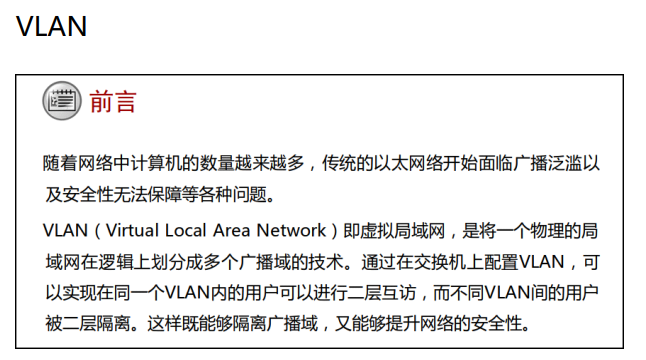 VLAN
前言
随着网络中计算机的数量越来越多，传统的以太网络开始面临广播泛滥以
及安全性无法保障等各种问题。
VLAN（Virtual Local Area Network）即虚拟局域网，是将一个物理的局
域网在逻辑上划分成多个广播域的技术。通过在交换机上配置VLAN，可
以实现在同一个VLAN内的用户可以进行二层互访，而不同VLAN间的用户
被二层隔离。这样既能够隔离广播域，又能够提升网络的安全性。